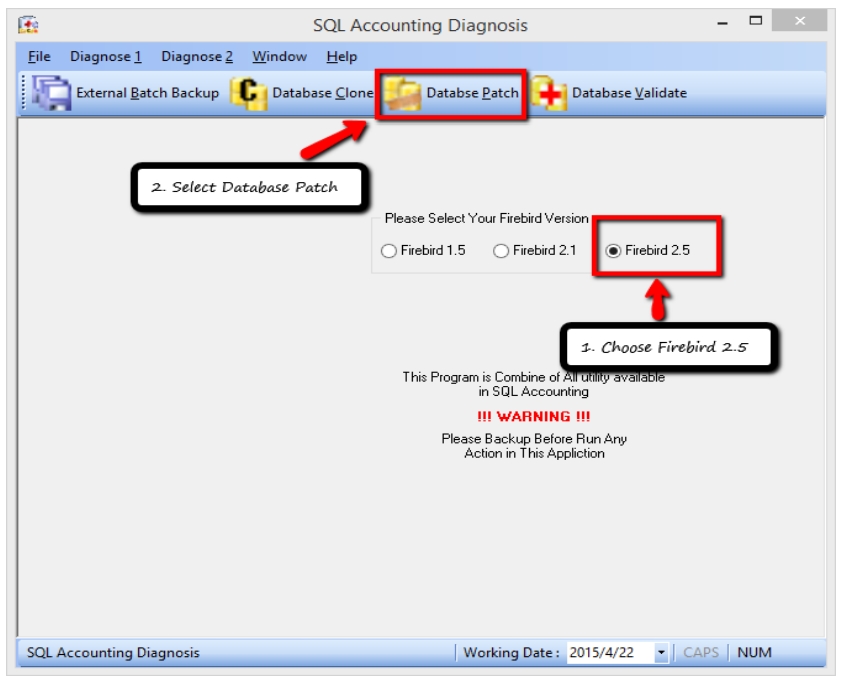 SQL Accounting Diagnosis
File Diagnose 1 Diagnose 2 Window Help
External Batch Backup Database Clone Databse Patch Database Validate
2. Select Database Patch
Please Select Your Firebird Version
Firebird 1.5 Firebird 2.1 Firebird 2.5
1. Choose Firebird 2.5
This Program is Combine of All utility available
in SQL Accounting
!!! WARNING !!!
Please Backup Before Run Any
Action in This Appliction
SQL Accounting Diagnosis Working Date : 2015/4/22 CAPS NUM